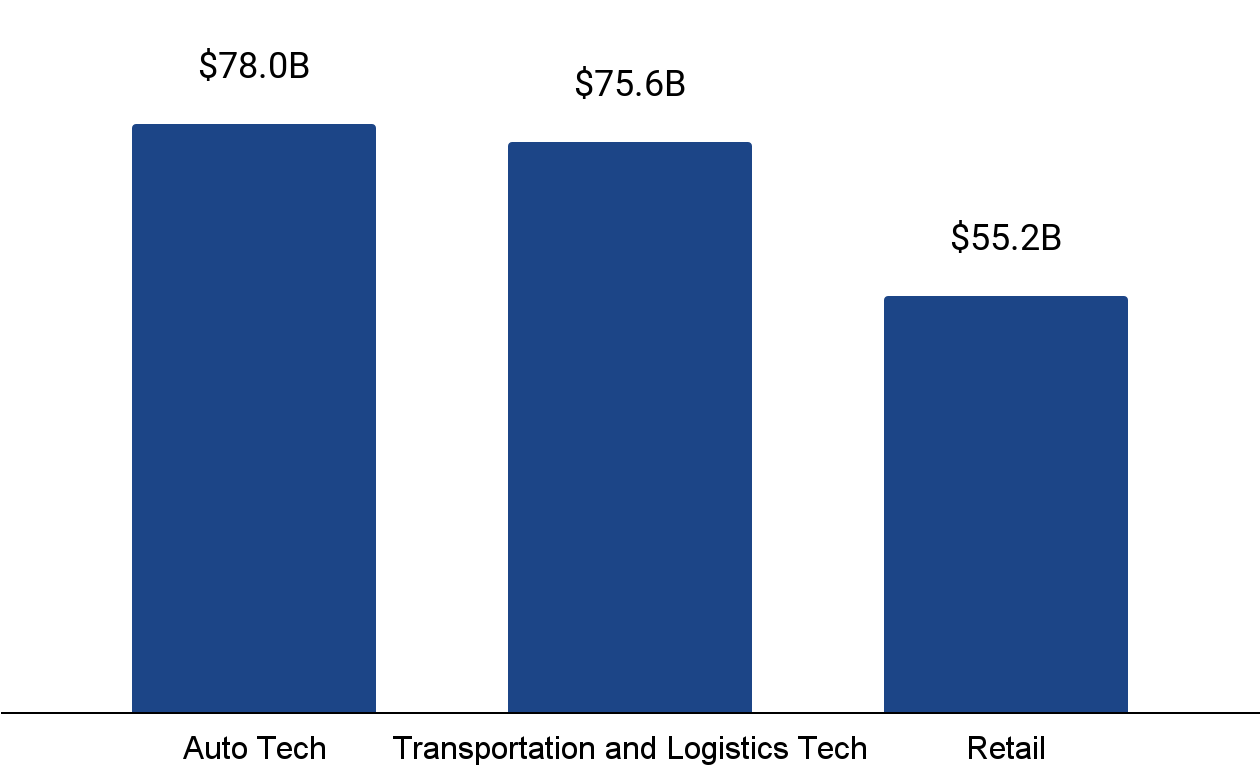 $78.0B
$75.6B
$55.2B
Auto Tech
Transportation and Logistics Tech
Retail